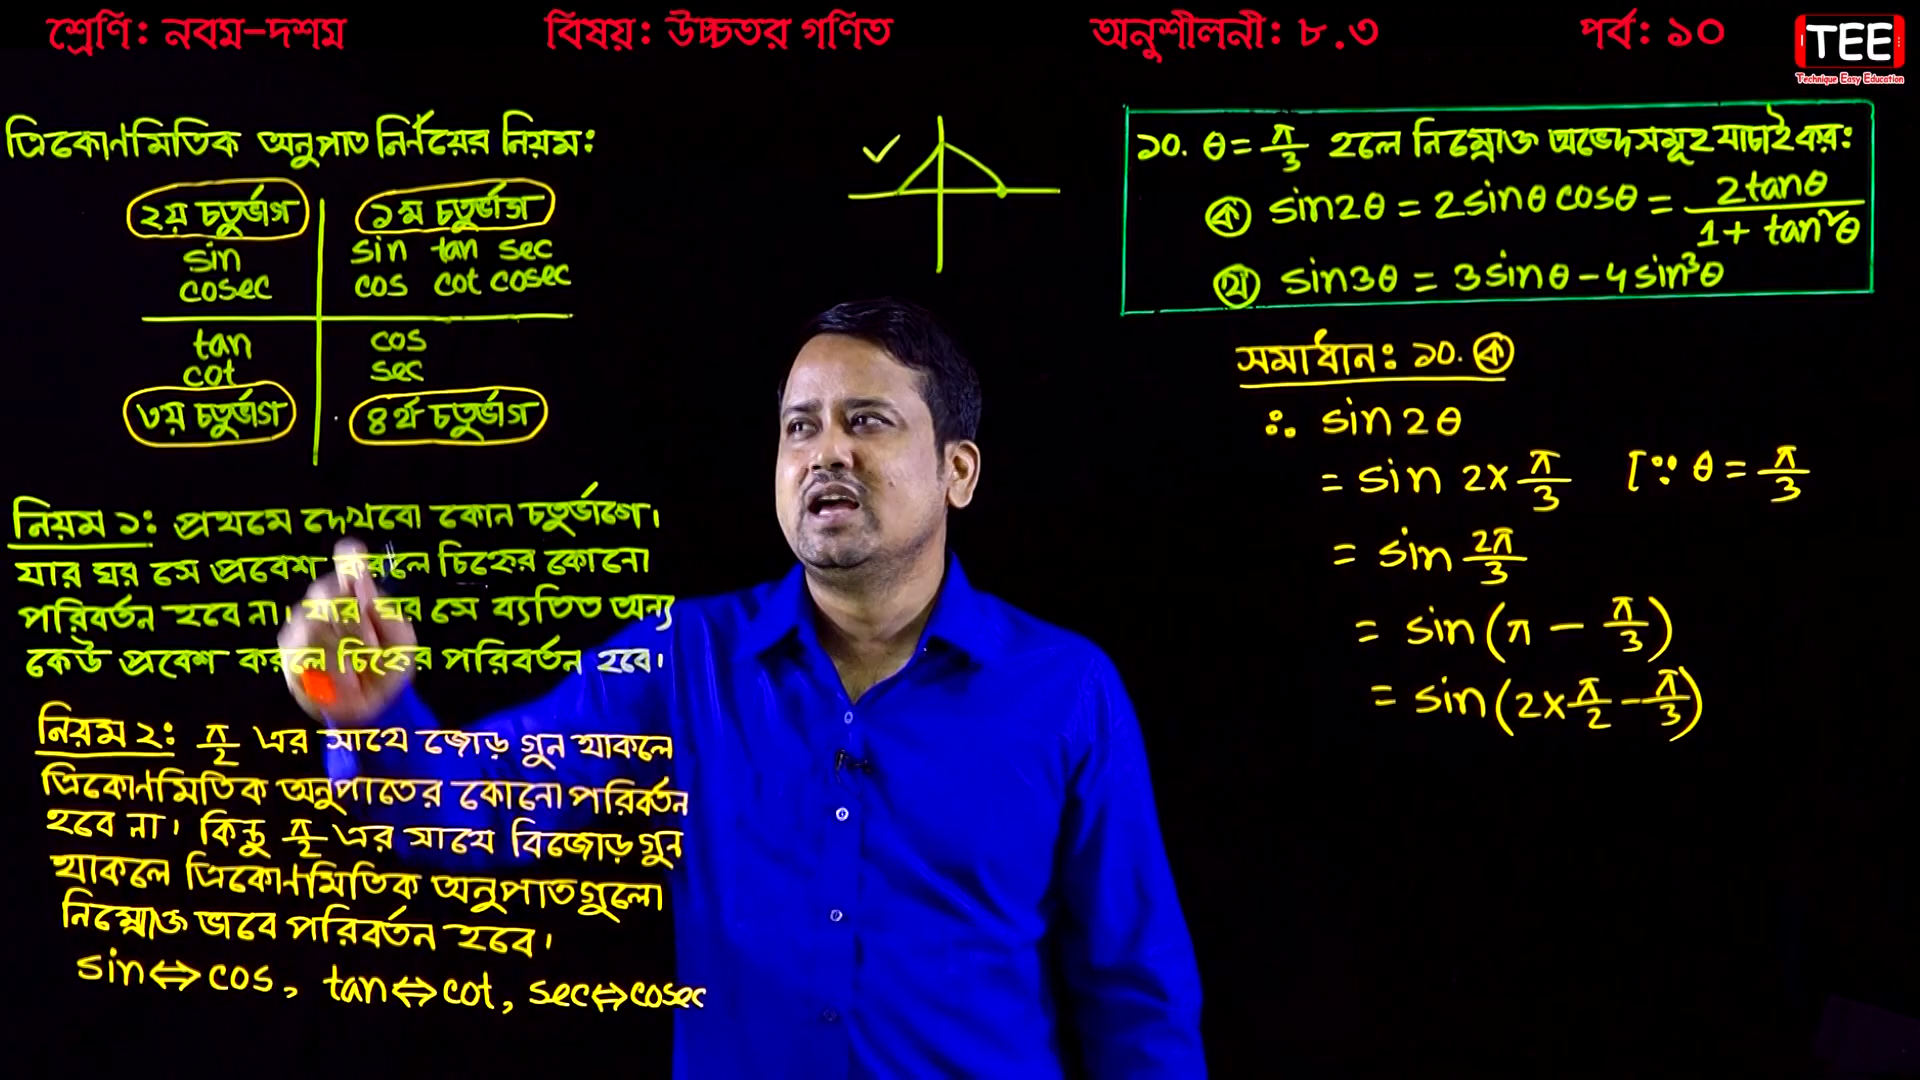 শ্রেণি: নবম-দশম
বিষয়: উচ্চতর গণিত
অনুশীলনী: ৮.৩
পর্ব: ১০
TEE
Technique Easy Education
ত্রিকোণমিতিক অনুপাত নির্ণয়ের নিয়ম:
২য় চতুর্ভাগ
১ম চতুর্ভাগ
sin
cosec
sin tan sec
cos cot cosec
tan
cot
cos
sec
৩য় চতুর্ভাগ
৪র্থ চতুর্ভাগ
নিয়ম ১: প্রথমে দেখবো কোন চতুর্ভাগে।
যার ঘর সে প্রবেশ করলে চিহ্নের কোনো
পরিবর্তন হবে না। যার ঘর সে ব্যতিত অন্য
কেউ প্রবেশ করলে চিহ্নের পরিবর্তন হবে।
নিয়ম ২: π/2 এর সাথে জোড় গুন থাকলে
ত্রিকোণমিতিক অনুপাতের কোনো পরিবর্তন
হবে না। কিন্তু π/2 এর সাথে বিজোড় গুন
থাকলে ত্রিকোণমিতিক অনুপাতগুলো
নিম্নোক্ত ভাবে পরিবর্তন হবে।
sin⇔cos, tan⇔cot, sec⇔cosec
১০. θ = π/3 হলে নিম্নোক্ত অভেদসমূহ যাচাই কর:
ক sin2θ = 2sinθ cosθ = 2tanθ/(1+ tan²θ)
খ sin3θ = 3sinθ - 4sin³θ
সমাধান: ১০. ক
∴ sin 2θ
= sin 2×π/3 [∵ θ = π/3
= sin 2π/3
= sin(π - π/3)
= sin(2×π/2 - π/3)